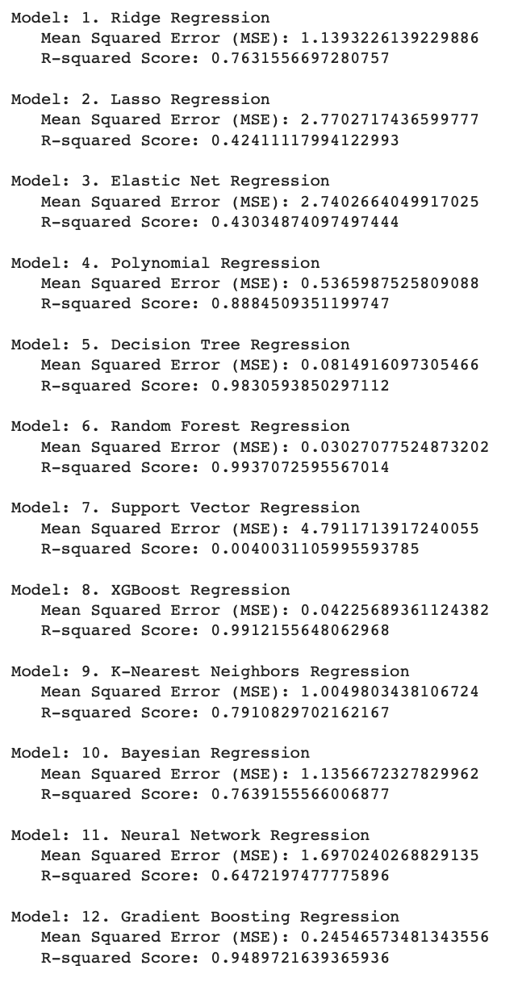 Model: 1. Ridge Regression
Mean Squared Error (MSE): 1.1393226139229886
R-squared Score: 0.7631556697280757
Model: 2. Lasso Regression
Mean Squared Error (MSE): 2.7702717436599777
R-squared Score: 0.42411117994122993
Model: 3. Elastic Net Regression
Mean Squared Error (MSE): 2.7402664049917025
R-squared Score: 0.43034874097497444
Model: 4. Polynomial Regression
Mean Squared Error (MSE): 0.5365987525809088
R-squared Score: 0.8884509351199747
Model: 5. Decision Tree Regression
Mean Squared Error (MSE): 0.0814916097305466
R-squared Score: 0.9830593850297112
Model: 6. Random Forest Regression
Mean Squared Error (MSE): 0.03027077524873202
R-squared Score: 0.9937072595567014
Model: 7. Support Vector Regression
Mean Squared Error (MSE): 4.7911713917240055
R-squared Score: 0.0040031105995593785
Model: 8. XGBoost Regression
Mean Squared Error (MSE): 0.04225689361124382
R-squared Score: 0.9912155648062968
Model: 9. K-Nearest Neighbors Regression
Mean Squared Error (MSE): 1.0049803438106724
R-squared Score: 0.7910829702162167
Model: 10. Bayesian Regression
Mean Squared Error (MSE): 1.1356672327829962
R-squared Score: 0.7639155566006877
Model: 11. Neural Network Regression
Mean Squared Error (MSE): 1.6970240268829135
R-squared Score: 0.6472197477775896
Model: 12. Gradient Boosting Regression
Mean Squared Error (MSE): 0.24546573481343556
R-squared Score: 0.9489721639365936